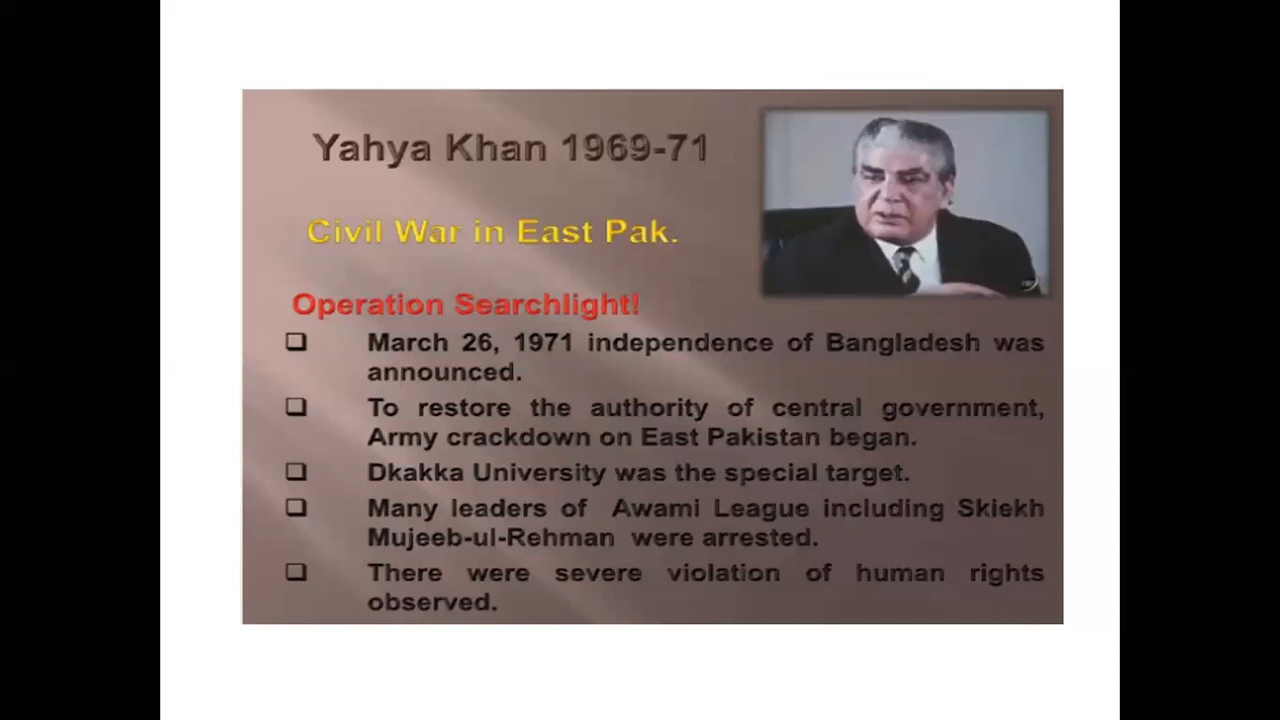 Yahya Khan 1969-71
Civil War in East Pak.
Operation Searchlight!
March 26, 1971 independence of Bangladesh was
announced.
To restore the authority of central government,
Army crackdown on East Pakistan began.
Dkakka University was the special target.
Many leaders of Awami League including Skiekh
Mujeeb-ul-Rehman were arrested.
There were severe violation of human rights
observed.